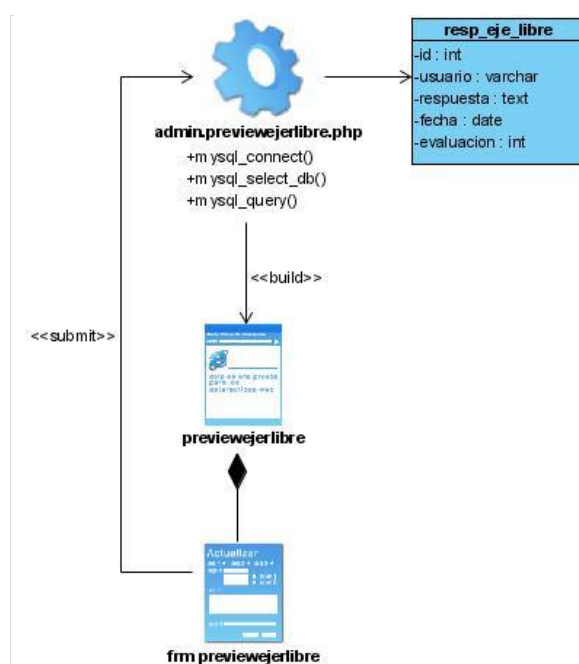 resp_eje_libre
-id : int
-usuario : varchar
-respuesta : text
-fecha : date
-evaluacion : int
admin.previewejerlibre.php
+mysql_connect()
+mysql_select_db()
+mysql_query()
<<build>>
<<submit>>
previewejerlibre
Actualizar
frm previewejerlibre